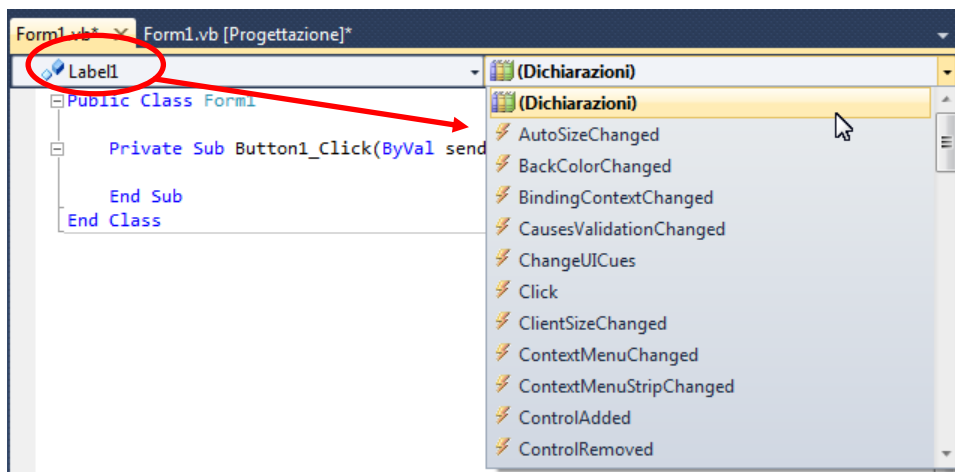 Form1.vb* Form1.vb [Progettazione]*
Label1 (Dichiarazioni)
Public Class Form1
Private Sub Button1_Click(ByVal send
End Sub
End Class
(Dichiarazioni)
AutoSizeChanged
BackColorChanged
BindingContextChanged
CausesValidationChanged
ChangeUICues
Click
ClientSizeChanged
ContextMenuChanged
ContextMenuStripChanged
ControlAdded
ControlRemoved